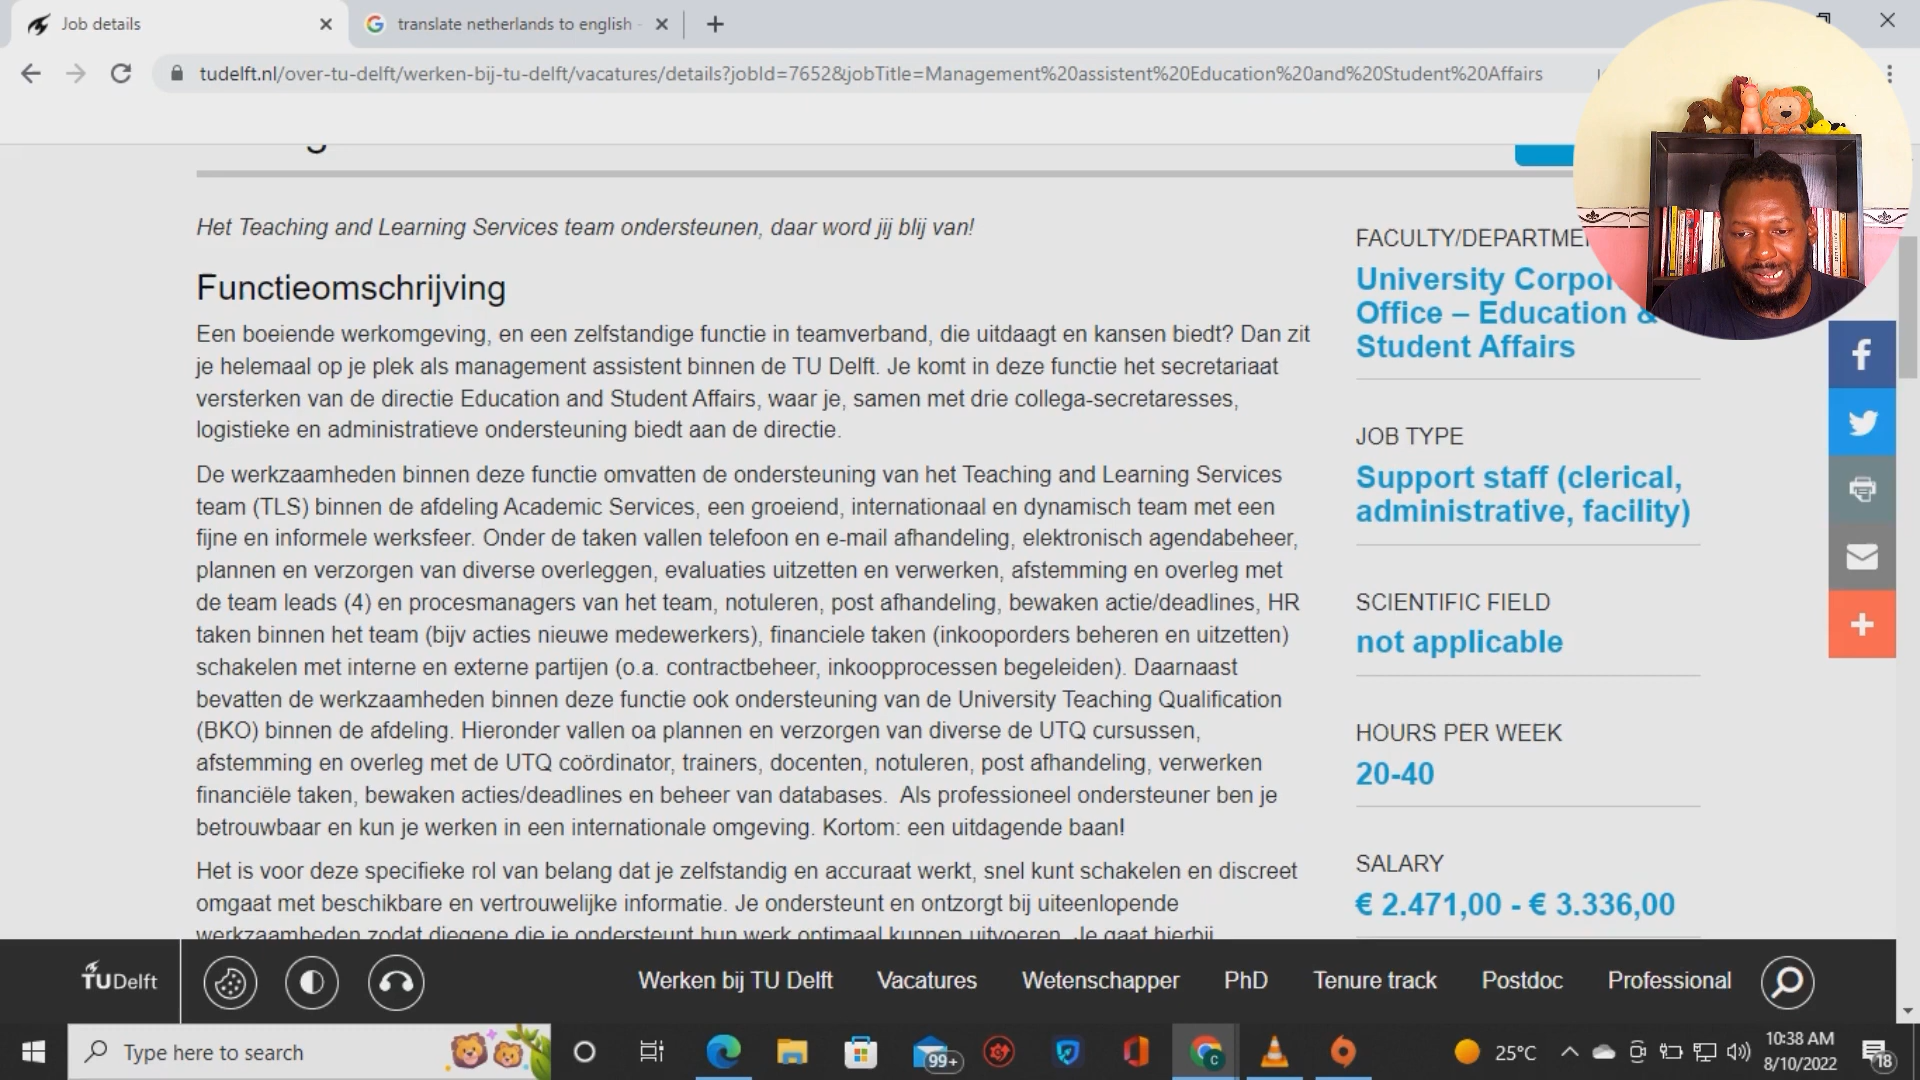 Job details
translate netherlands to english
tudelft.nl/over-tu-delft/werken-bij-tu-delft/vacatures/details?jobId=7652&jobTitle=Management%20assistent%20Education%20and%20Student%20Affairs
Het Teaching and Learning Services team ondersteunen, daar word jij blij van!
Functieomschrijving
Een boeiende werkomgeving, en een zelfstandige functie in teamverband, die uitdaagt en kansen biedt? Dan zit
je helemaal op je plek als management assistent binnen de TU Delft. Je komt in deze functie het secretariaat
versterken van de directie Education and Student Affairs, waar je, samen met drie collega-secretaresses,
logistieke en administratieve ondersteuning biedt aan de directie.
De werkzaamheden binnen deze functie omvatten de ondersteuning van het Teaching and Learning Services
team (TLS) binnen de afdeling Academic Services, een groeiend, internationaal en dynamisch team met een
fijne en informele werksfeer. Onder de taken vallen telefoon en e-mail afhandeling, elektronisch agendabeheer,
plannen en verzorgen van diverse overleggen, evaluaties uitzetten en verwerken, afstemming en overleg met
de team leads (4) en procesmanagers van het team, notuleren, post afhandeling, bewaken actie/deadlines, HR
taken binnen het team (bijv acties nieuwe medewerkers), financiele taken (inkooporders beheren en uitzetten)
schakelen met interne en externe partijen (o.a. contractbeheer, inkoopprocessen begeleiden). Daarnaast
bevatten de werkzaamheden binnen deze functie ook ondersteuning van de University Teaching Qualification
(BKO) binnen de afdeling. Hieronder vallen oa plannen en verzorgen van diverse de UTQ cursussen,
afstemming en overleg met de UTQ coördinator, trainers, docenten, notuleren, post afhandeling, verwerken
financiële taken, bewaken acties/deadlines en beheer van databases. Als professioneel ondersteuner ben je
betrouwbaar en kun je werken in een internationale omgeving. Kortom: een uitdagende baan!
Het is voor deze specifieke rol van belang dat je zelfstandig en accuraat werkt, snel kunt schakelen en discreet
omgaat met beschikbare en vertrouwelijke informatie. Je ondersteunt en ontzorgt bij uiteenlopende
werkzaamheden zodat diegene die je ondersteunt hun werk optimaal kunnen uitvoeren. Je gaat hierbij
FACULTY/DEPARTME
University Corpor
Office – Education &
Student Affairs
JOB TYPE
Support staff (clerical,
administrative, facility)
SCIENTIFIC FIELD
not applicable
HOURS PER WEEK
20-40
SALARY
€ 2.471,00 - € 3.336,00
TUDelft
Werken bij TU Delft
Vacatures
Wetenschapper
PhD
Tenure track
Postdoc
Professional
Type here to search
99+
25°C
10:38 AM
8/10/2022
18